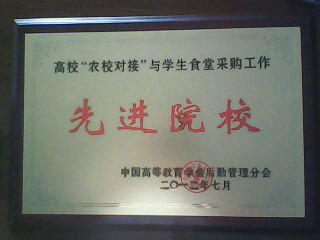 高校“农校对接”与学生食堂采购工作
先进院校
中国高等教育学会后勤管理分会
二〇一二年七月